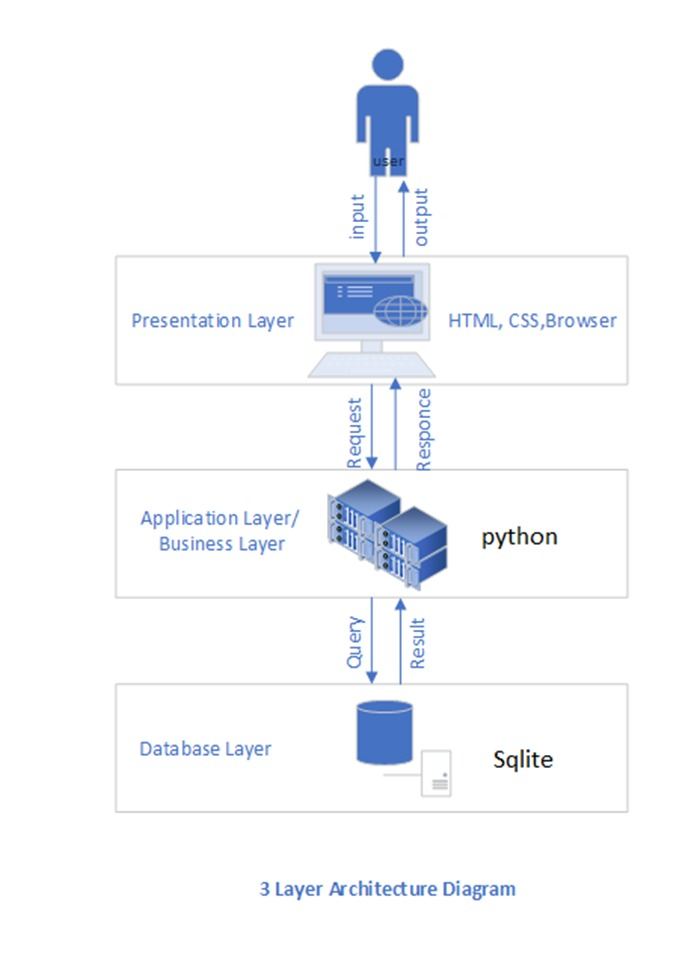 user
input
output
Presentation Layer
HTML, CSS,Browser
Request
Responce
Application Layer/
Business Layer
python
Query
Result
Database Layer
Sqlite
3 Layer Architecture Diagram